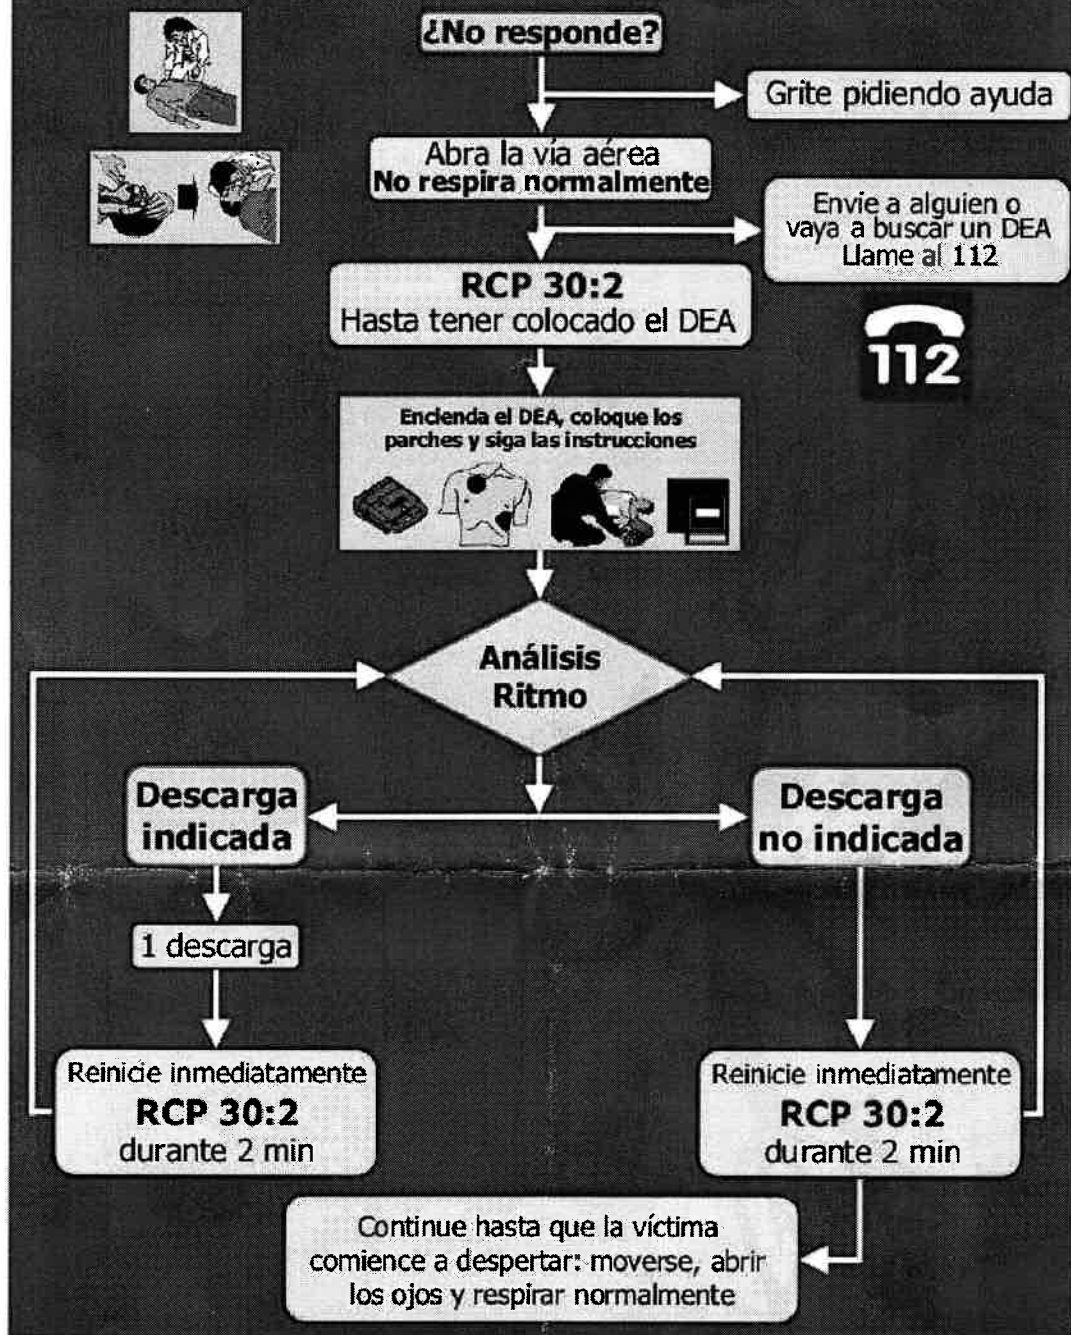 ¿No responde?
Grite pidiendo ayuda
Abra la vía aérea
No respira normalmente
Envie a alguien o
vaya a buscar un DEA
Llame al 112
RCP 30:2
Hasta tener colocado el DEA
112
Encienda el DEA, coloque los
parches y siga las instrucciones
Análisis
Ritmo
Descarga
indicada
Descarga
no indicada
1 descarga
Reinicie inmediatamente
RCP 30:2
durante 2 min
Reinicie inmediatamente
RCP 30:2
durante 2 min
Continue hasta que la víctima
comience a despertar: moverse, abrir
los ojos y respirar normalmente